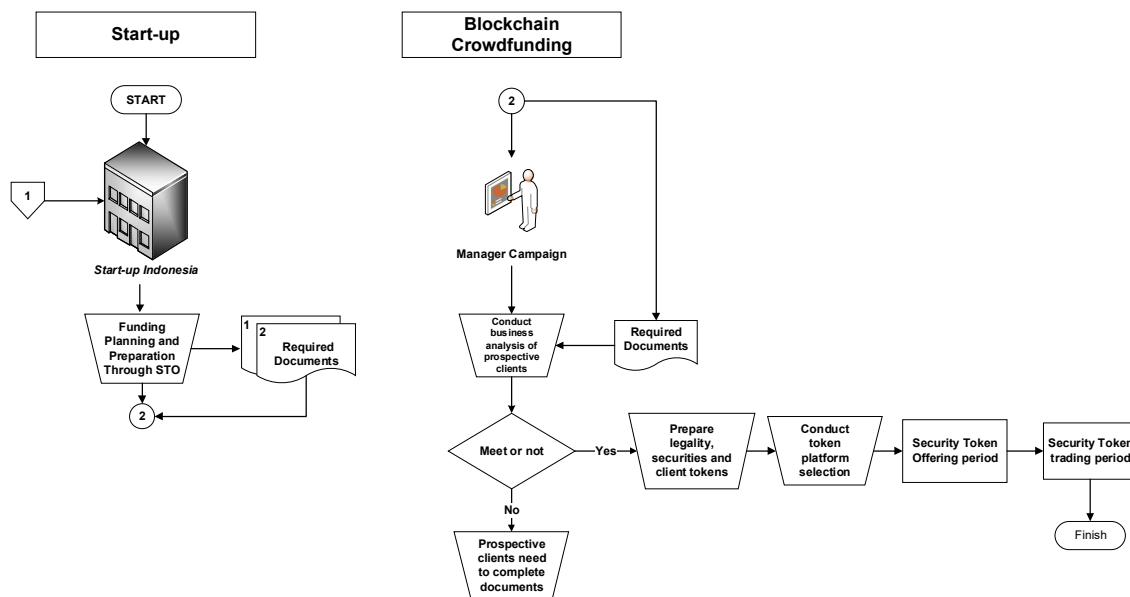 Start-up
Blockchain
Crowdfunding
START
1
Start-up Indonesia
Funding
Planning and
Preparation
Through STO
1
2
Required
Documents
2
2
Manager Campaign
Conduct
business
analysis of
prospective
clients
Required
Documents
Meet or not
Yes
No
Prospective
clients need
to complete
documents
Prepare
legality,
securities and
client tokens
Conduct
token
platform
selection
Security Token
Offering period
Security Token
trading period
Finish